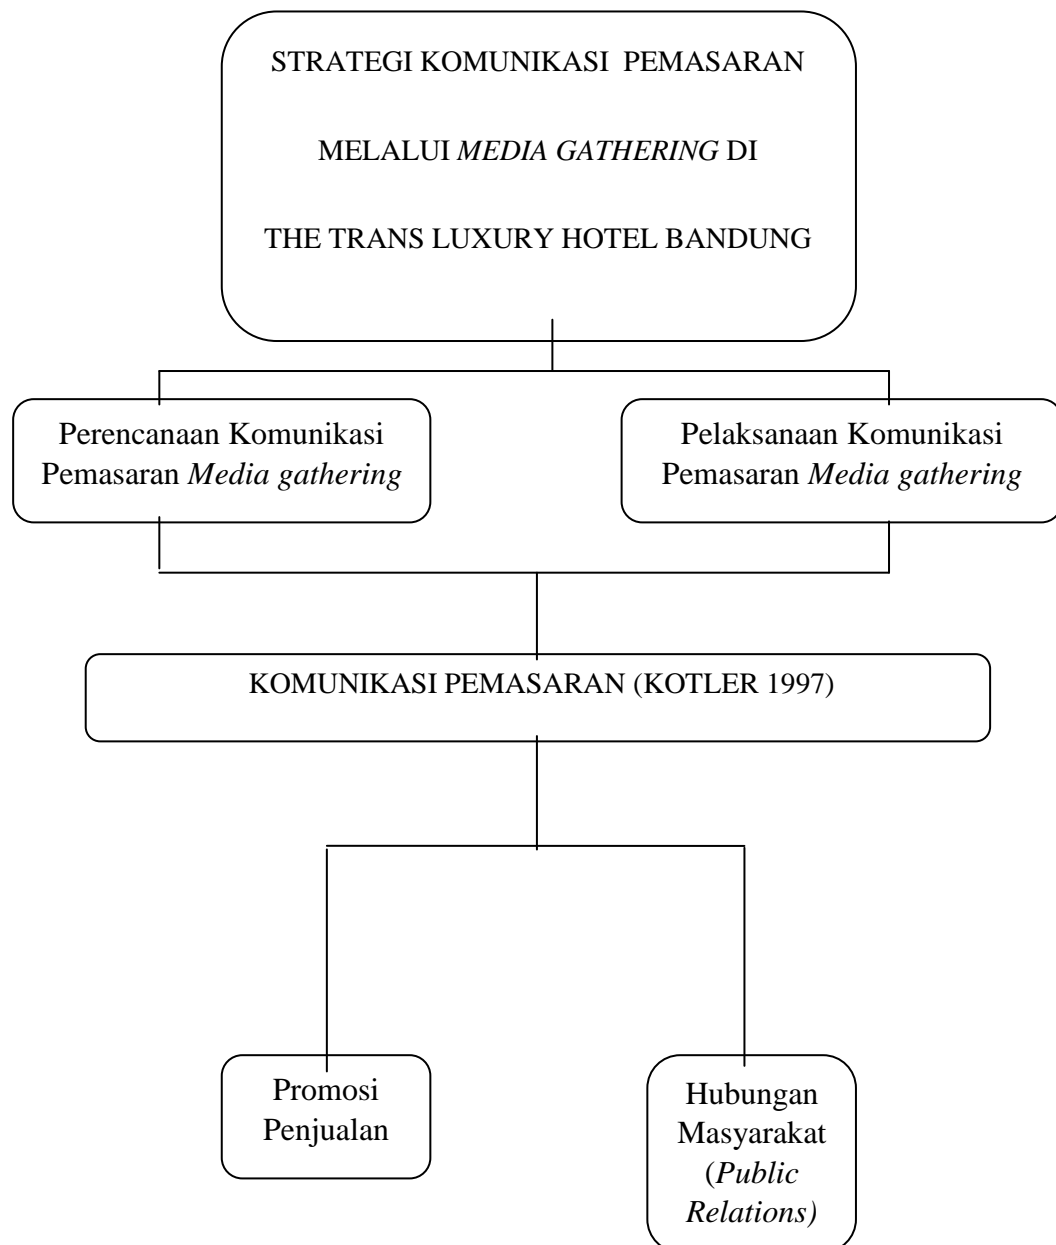 STRATEGI KOMUNIKASI PEMASARAN
MELALUI MEDIA GATHERING DI
THE TRANS LUXURY HOTEL BANDUNG
Perencanaan Komunikasi
Pemasaran Media gathering
Pelaksanaan Komunikasi
Pemasaran Media gathering
KOMUNIKASI PEMASARAN (KOTLER 1997)
Promosi
Penjualan
Hubungan
Masyarakat
(Public
Relations)